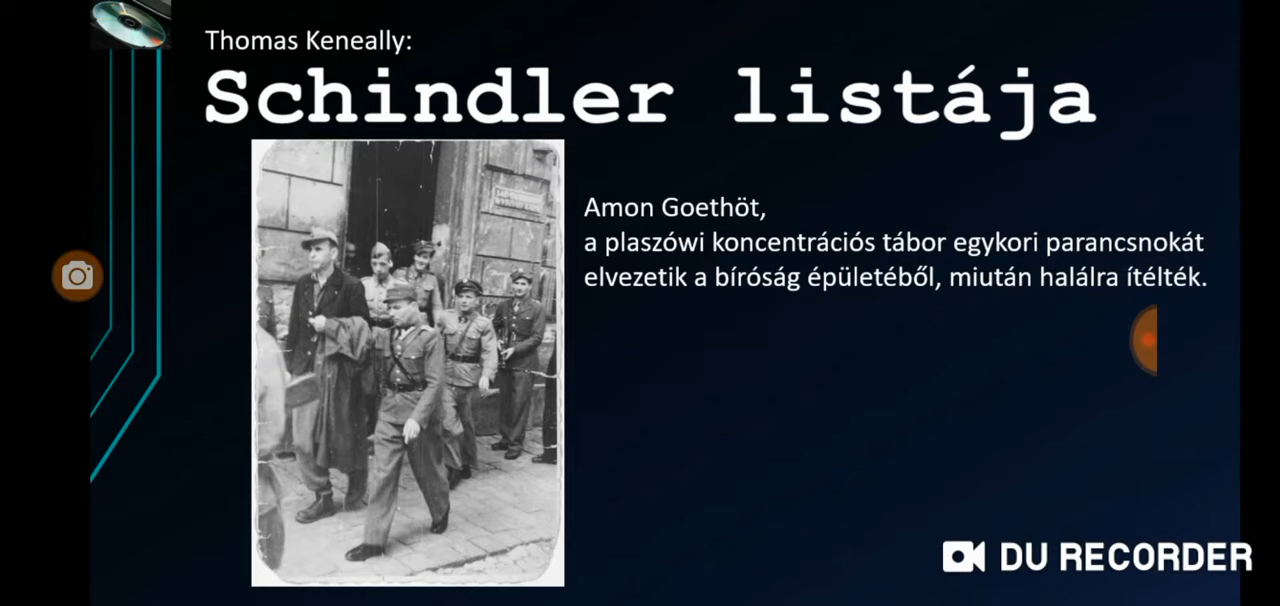 Thomas Keneally:
Schindler listája
Amon Goethöt,
a plaszówi koncentrációs tábor egykori parancsnokát
elvezetik a bíróság épületéből, miután halálra ítélték.
DU RECORDER